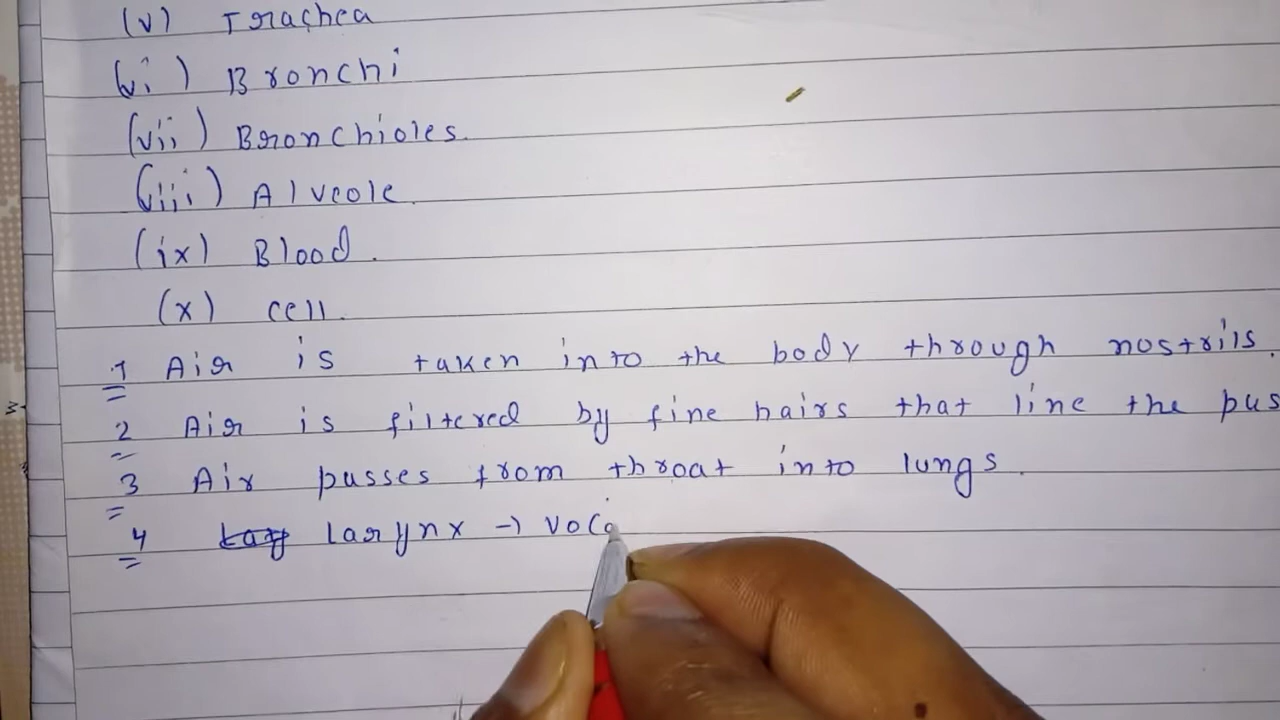 (v) Trachea
(vi) Bronchi
(vii) Bronchioles.
(viii) Alveole.
(ix) Blood.
(x) cell.
1 Air is taken into the body through nostrils.
2 Air is filtered by fine hairs that line the pas
3 Air passes from throat into lungs.
4 Lary Larynx → voca